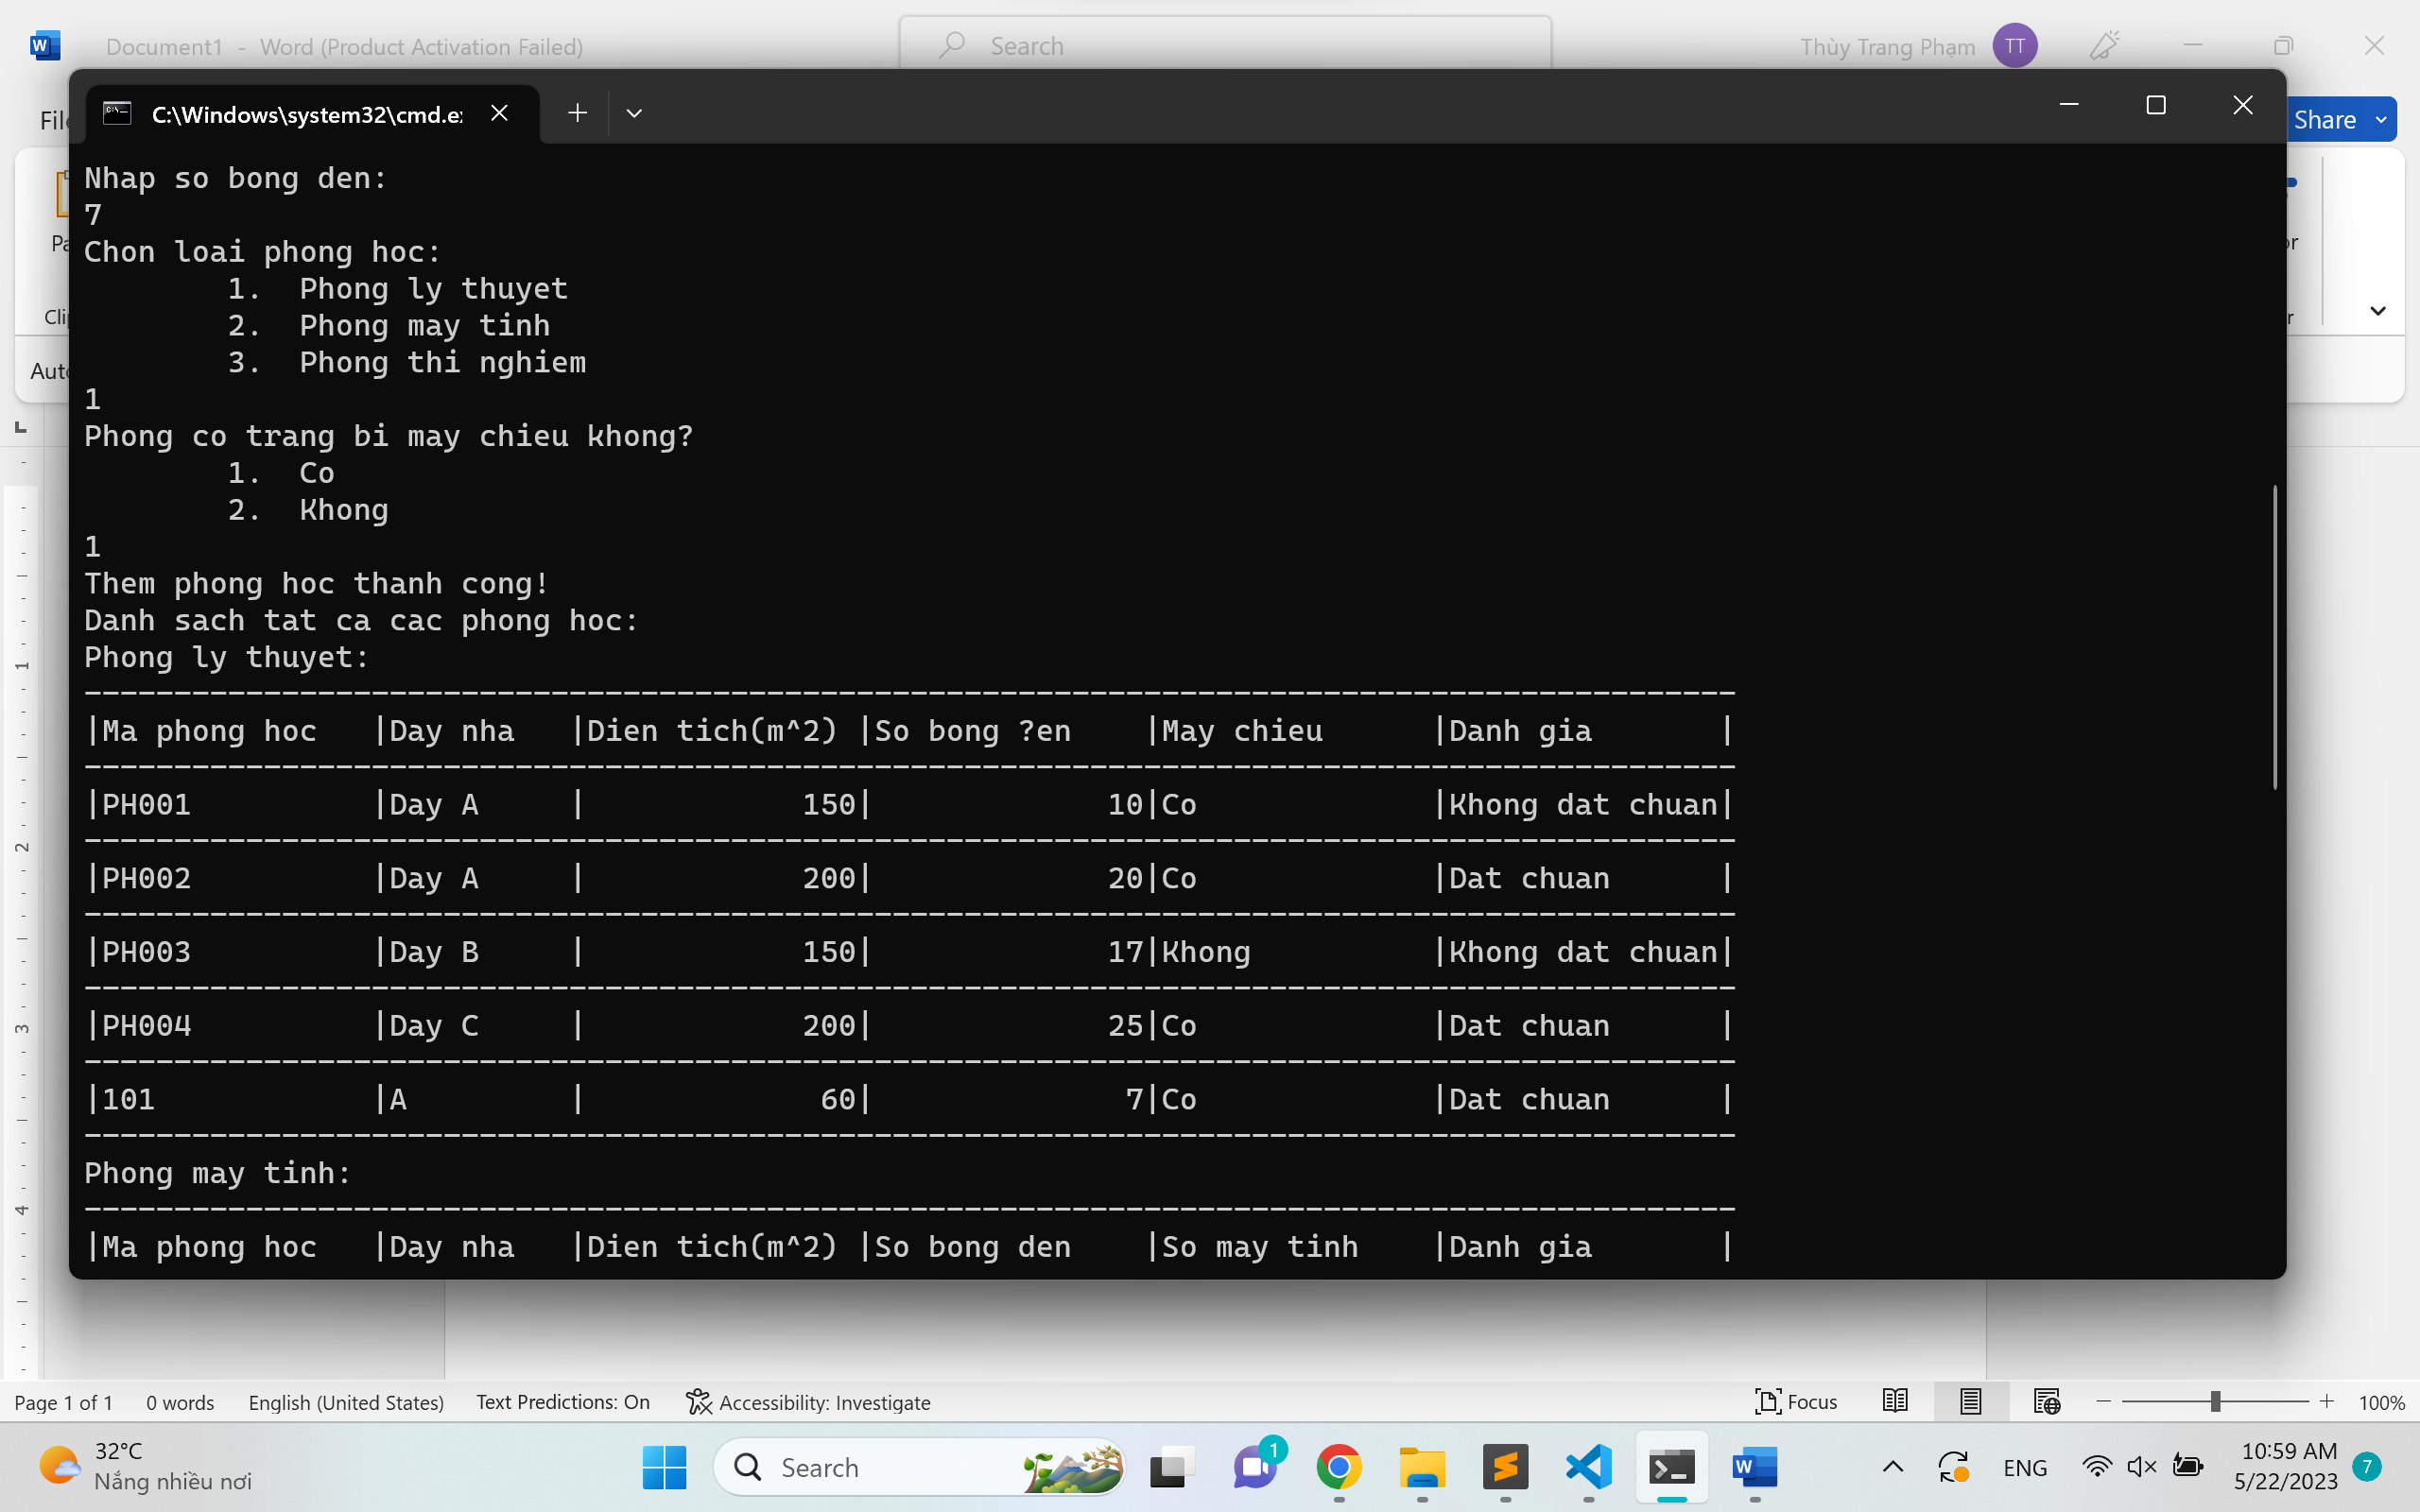 Document1 - Word (Product Activation Failed)
Search
Thùy Trang Phạm
TT
C:\Windows\system32\cmd.e
Share
Nhap so bong den:
7
Chon loai phong hoc:
1. Phong ly thuyet
2. Phong may tinh
3. Phong thi nghiem
1
Phong co trang bi may chieu khong?
1. Co
2. Khong
1
Them phong hoc thanh cong!
Danh sach tat ca cac phong hoc:
Phong ly thuyet:
|Ma phong hoc |Day nha |Dien tich(m^2) |So bong ?en |May chieu |Danh gia |
|PH001 |Day A | 150| 10|Co |Khong dat chuan|
|PH002 |Day A | 200| 20|Co |Dat chuan |
|PH003 |Day B | 150| 17|Khong |Khong dat chuan|
|PH004 |Day C | 200| 25|Co |Dat chuan |
|101 |A | 60| 7|Co |Dat chuan |
Phong may tinh:
|Ma phong hoc |Day nha |Dien tich(m^2) |So bong den |So may tinh |Danh gia |
1
2
3
4
Page 1 of 1 0 words English (United States) Text Predictions: On Accessibility: Investigate Focus 100%
32°C
Nắng nhiều nơi
Search
1
ENG
10:59 AM
5/22/2023
7